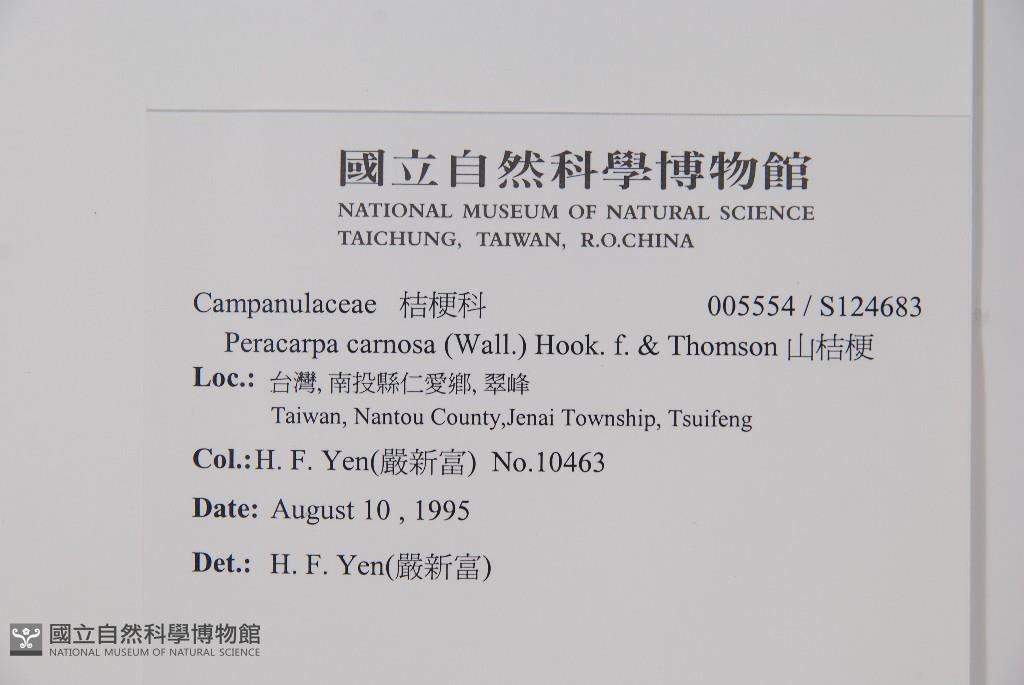 國立自然科學博物館
NATIONAL MUSEUM OF NATURAL SCIENCE
TAICHUNG, TAIWAN, R.O.CHINA
Campanulaceae 桔梗科 005554 / S124683
Peracarpa carnosa (Wall.) Hook. f. & Thomson 山桔梗
Loc.: 台灣, 南投縣仁愛鄉, 翠峰
Taiwan, Nantou County,Jenai Township, Tsuifeng
Col.:H. F. Yen(嚴新富) No.10463
Date: August 10 , 1995
Det.: H. F. Yen(嚴新富)
國立自然科學博物館
NATIONAL MUSEUM OF NATURAL SCIENCE